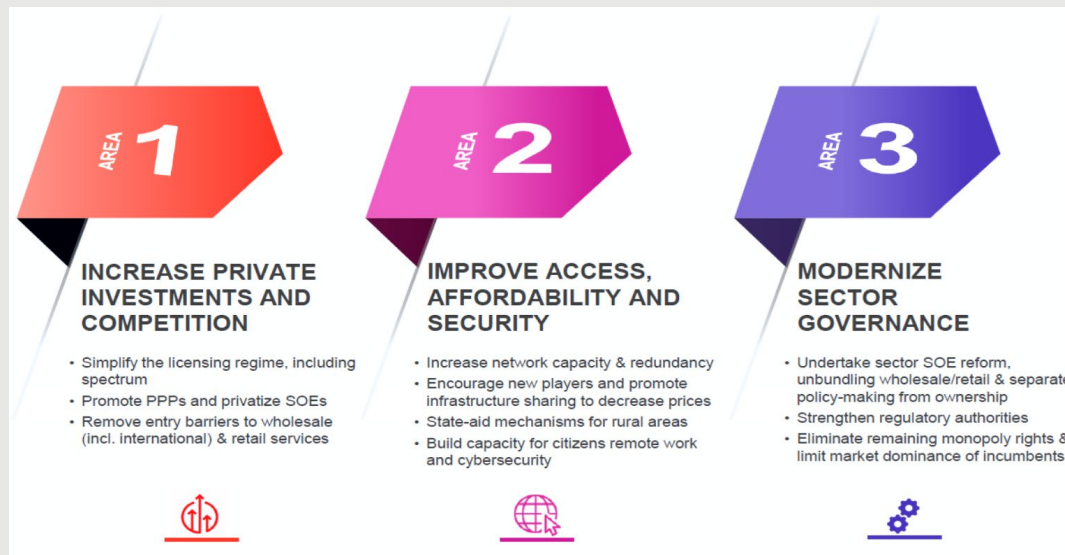 AREA 1
INCREASE PRIVATE
INVESTMENTS AND
COMPETITION
• Simplify the licensing regime, including
spectrum
• Promote PPPs and privatize SOEs
• Remove entry barriers to wholesale
(incl. international) & retail services
AREA 2
IMPROVE ACCESS,
AFFORDABILITY AND
SECURITY
• Increase network capacity & redundancy
• Encourage new players and promote
infrastructure sharing to decrease prices
• State-aid mechanisms for rural areas
• Build capacity for citizens remote work
and cybersecurity
AREA 3
MODERNIZE
SECTOR
GOVERNANCE
• Undertake sector SOE reform,
unbundling wholesale/retail & separate
policy-making from ownership
• Strengthen regulatory authorities
• Eliminate remaining monopoly rights &
limit market dominance of incumbents